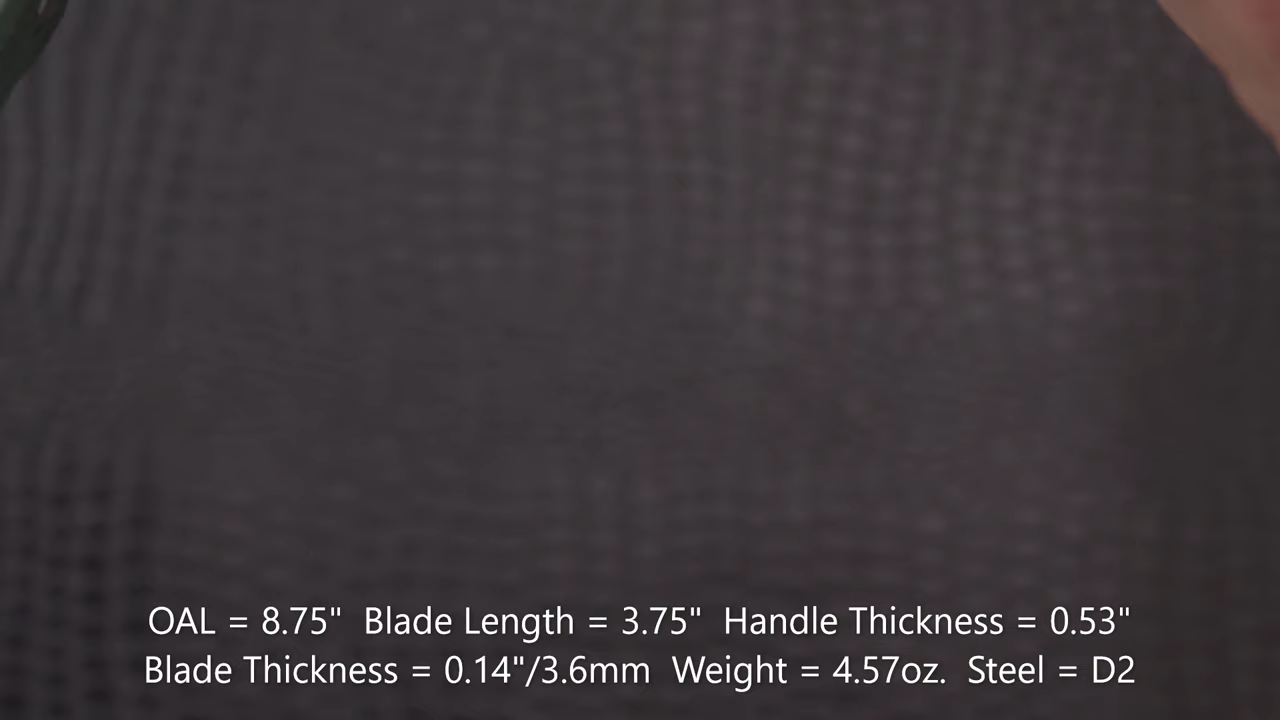 OAL = 8.75"  Blade Length = 3.75"  Handle Thickness = 0.53"
Blade Thickness = 0.14"/3.6mm  Weight = 4.57oz.  Steel = D2